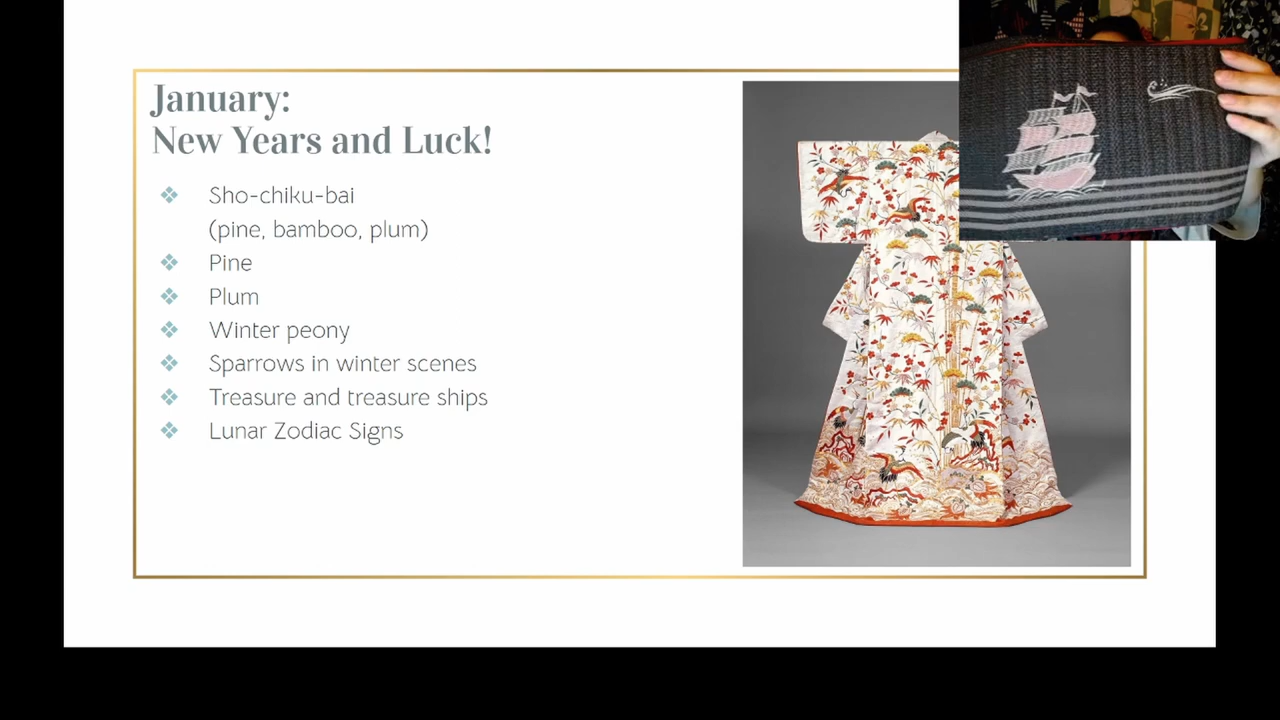 January:
New Years and Luck!
Sho-chiku-bai
(pine, bamboo, plum)
Pine
Plum
Winter peony
Sparrows in winter scenes
Treasure and treasure ships
Lunar Zodiac Signs